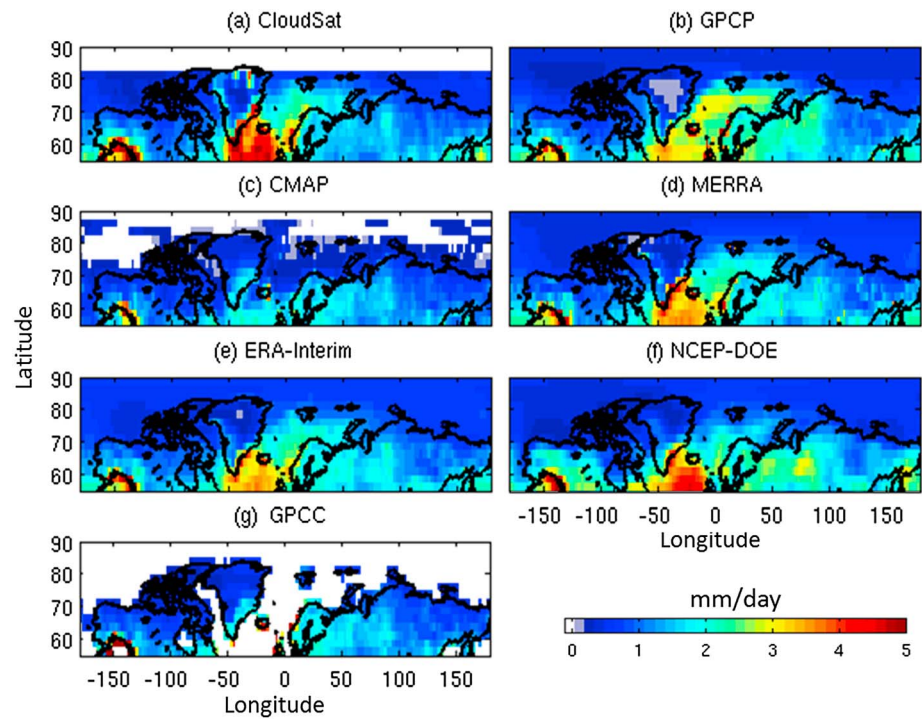 (a) CloudSat
(b) GPCP
90
80
70
60
(c) CMAP
(d) MERRA
90
80
70
60
Latitude
(e) ERA-Interim
(f) NCEP-DOE
90
80
70
60
-150 -100 -50 0 50 100 150
Longitude
(g) GPCC
90
80
70
60
-150 -100 -50 0 50 100 150
Longitude
mm/day
0 1 2 3 4 5